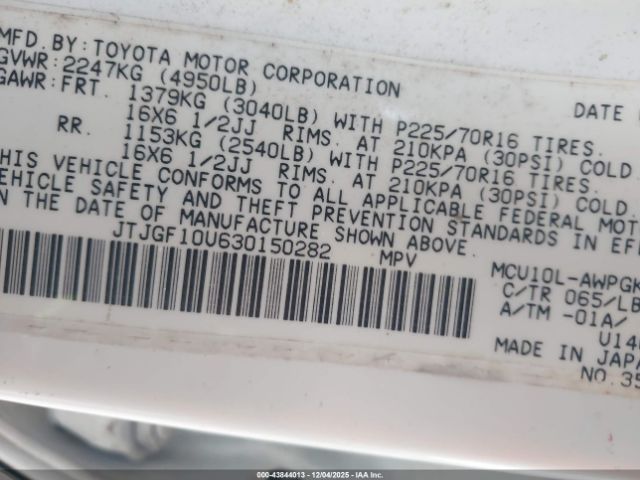 MFD. BY: TOYOTA MOTOR CORPORATION
GVWR: 2247KG (4950LB) DATE
GAWR: FRT. 1379KG (3040LB) WITH P225/70R16 TIRES.
16X6 1/2JJ RIMS. AT 210KPA (30PSI) COLD.
RR. 1153KG (2540LB) WITH P225/70R16 TIRES.
16X6 1/2JJ RIMS. AT 210KPA (30PSI) COLD.
HIS VEHICLE CONFORMS TO ALL APPLICABLE FEDERAL MOT
EHICLE SAFETY AND THEFT PREVENTION STANDARDS IN EFF
N THE DATE OF MANUFACTURE SHOWN ABOVE.
JTJGF10U630150282 MPV
MCU10L-AWPGK
C/TR 065/LB
A/TM -01A/
U140
MADE IN JAPA
NO.35
000-43844013 - 12/04/2025 - IAAI.COM